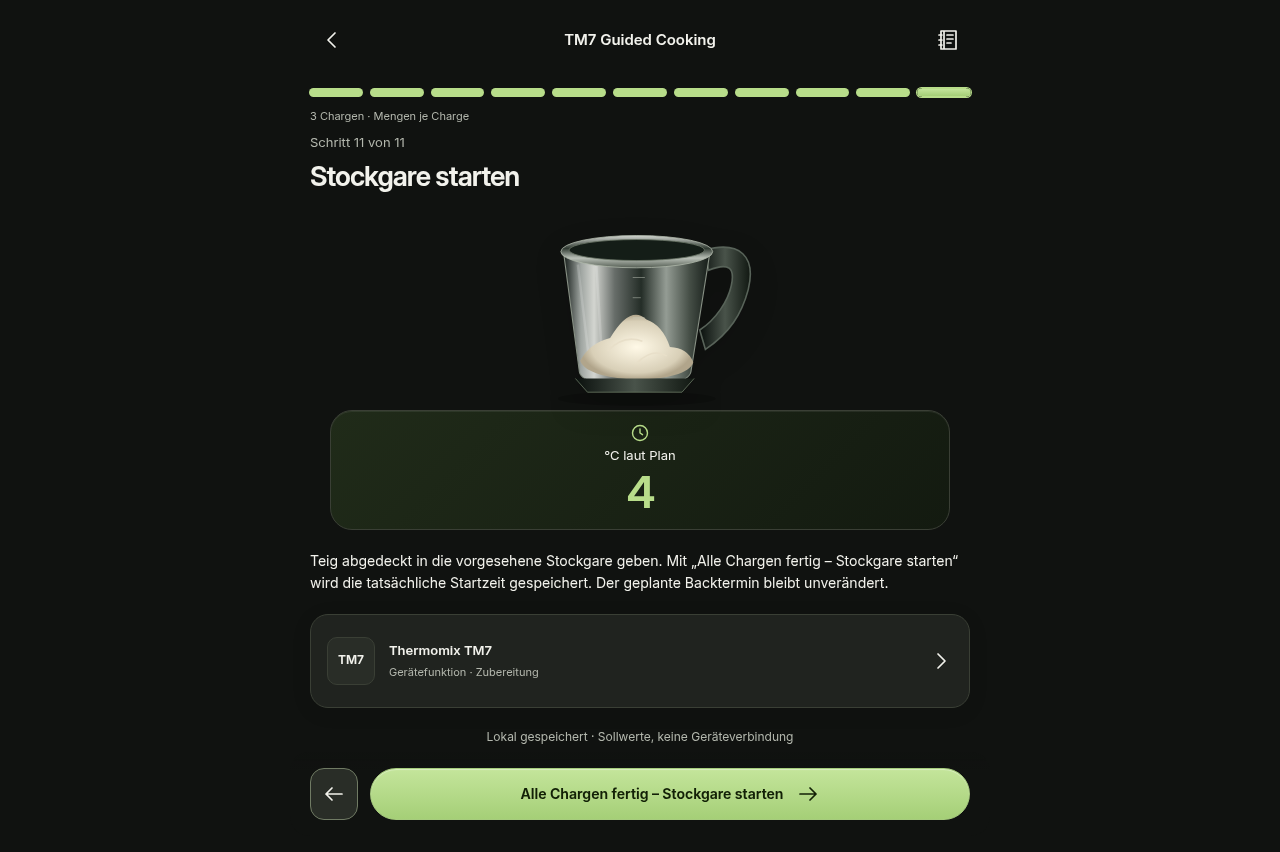 TM7 Guided Cooking
3 Chargen · Mengen je Charge
Schritt 11 von 11
Stockgare starten
°C laut Plan
4
Teig abgedeckt in die vorgesehene Stockgare geben. Mit „Alle Chargen fertig – Stockgare starten“
wird die tatsächliche Startzeit gespeichert. Der geplante Backtermin bleibt unverändert.
TM7
Thermomix TM7
Gerätefunktion · Zubereitung
Lokal gespeichert · Sollwerte, keine Geräteverbindung
Alle Chargen fertig – Stockgare starten